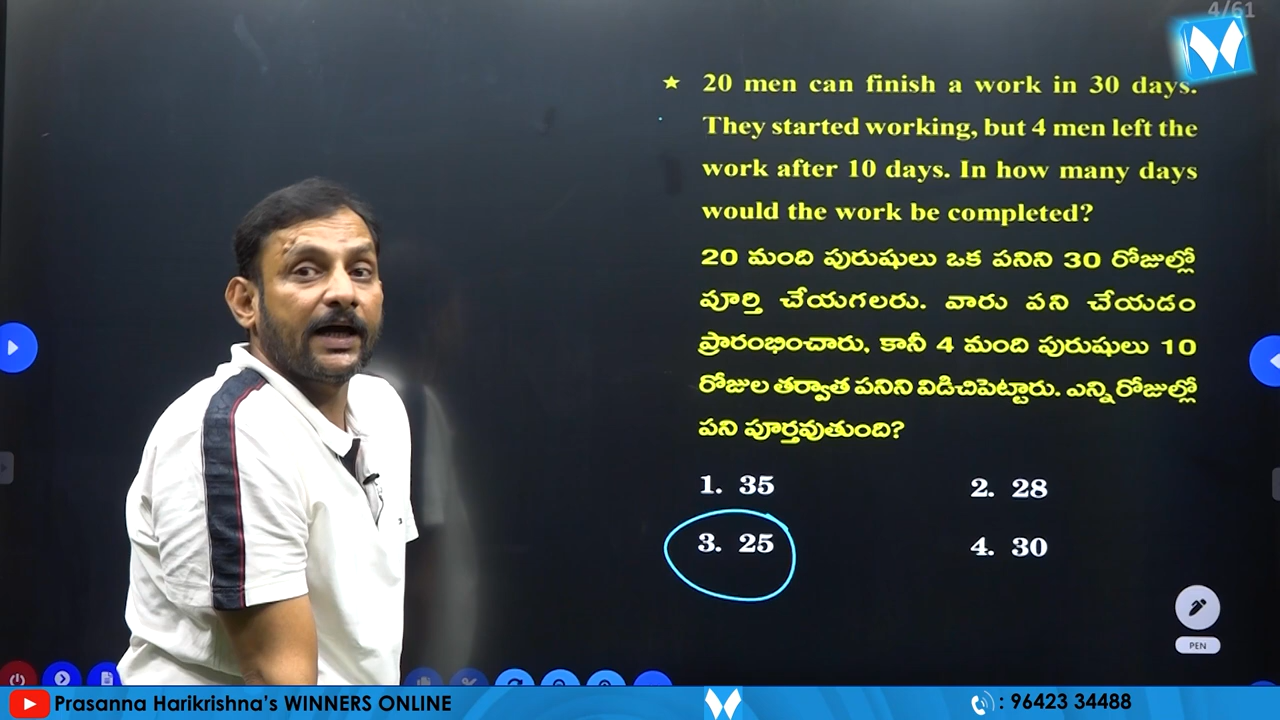 4/61
★ 20 men can finish a work in 30 days.
They started working, but 4 men left the
work after 10 days. In how many days
would the work be completed?
20 మంది పురుషులు ఒక పనిని 30 రోజుల్లో
పూర్తి చేయగలరు. వారు పని చేయడం
ప్రారంభించారు, కానీ 4 మంది పురుషులు 10
రోజుల తర్వాత పనిని విడిచిపెట్టారు. ఎన్ని రోజుల్లో
పని పూర్తవుతుంది?
1. 35 2. 28
3. 25 4. 30
PEN
Prasanna Harikrishna's WINNERS ONLINE : 96423 34488